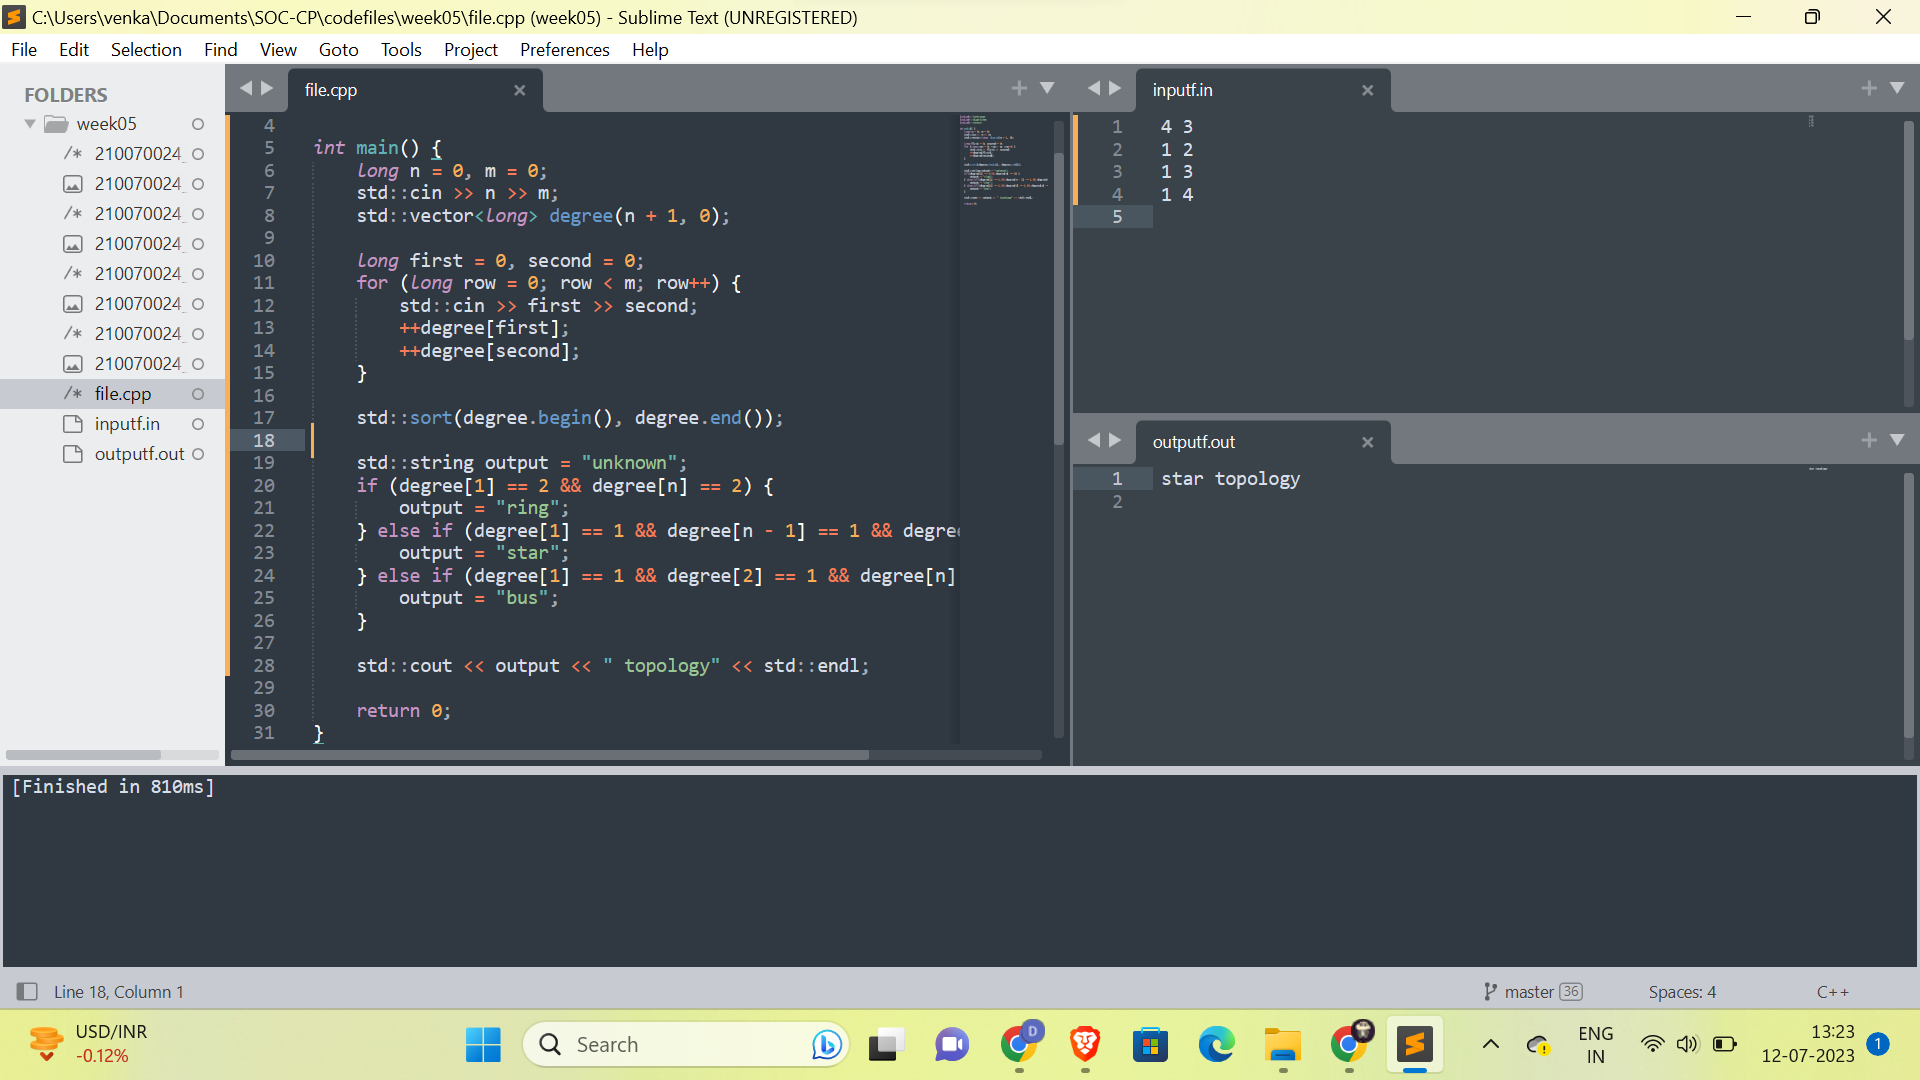 C:\Users\venka\Documents\SOC-CP\codefiles\week05\file.cpp (week05) - Sublime Text (UNREGISTERED)
File Edit Selection Find View Goto Tools Project Preferences Help
FOLDERS
week05
/* 210070024_
210070024_
/* 210070024_
210070024_
/* 210070024_
210070024_
/* 210070024_
210070024_
/* file.cpp
inputf.in
outputf.out
file.cpp
4
5 int main() {
6 long n = 0, m = 0;
7 std::cin >> n >> m;
8 std::vector<long> degree(n + 1, 0);
9
10 long first = 0, second = 0;
11 for (long row = 0; row < m; row++) {
12 std::cin >> first >> second;
13 ++degree[first];
14 ++degree[second];
15 }
16
17 std::sort(degree.begin(), degree.end());
18
19 std::string output = "unknown";
20 if (degree[1] == 2 && degree[n] == 2) {
21 output = "ring";
22 } else if (degree[1] == 1 && degree[n - 1] == 1 && degre
23 output = "star";
24 } else if (degree[1] == 1 && degree[2] == 1 && degree[n]
25 output = "bus";
26 }
27
28 std::cout << output << " topology" << std::endl;
29
30 return 0;
31 }
inputf.in
1 4 3
2 1 2
3 1 3
4 1 4
5
outputf.out
1 star topology
2
[Finished in 810ms]
Line 18, Column 1
master 36
Spaces: 4
C++
USD/INR
-0.12%
Search
D
ENG
IN
13:23
12-07-2023
1